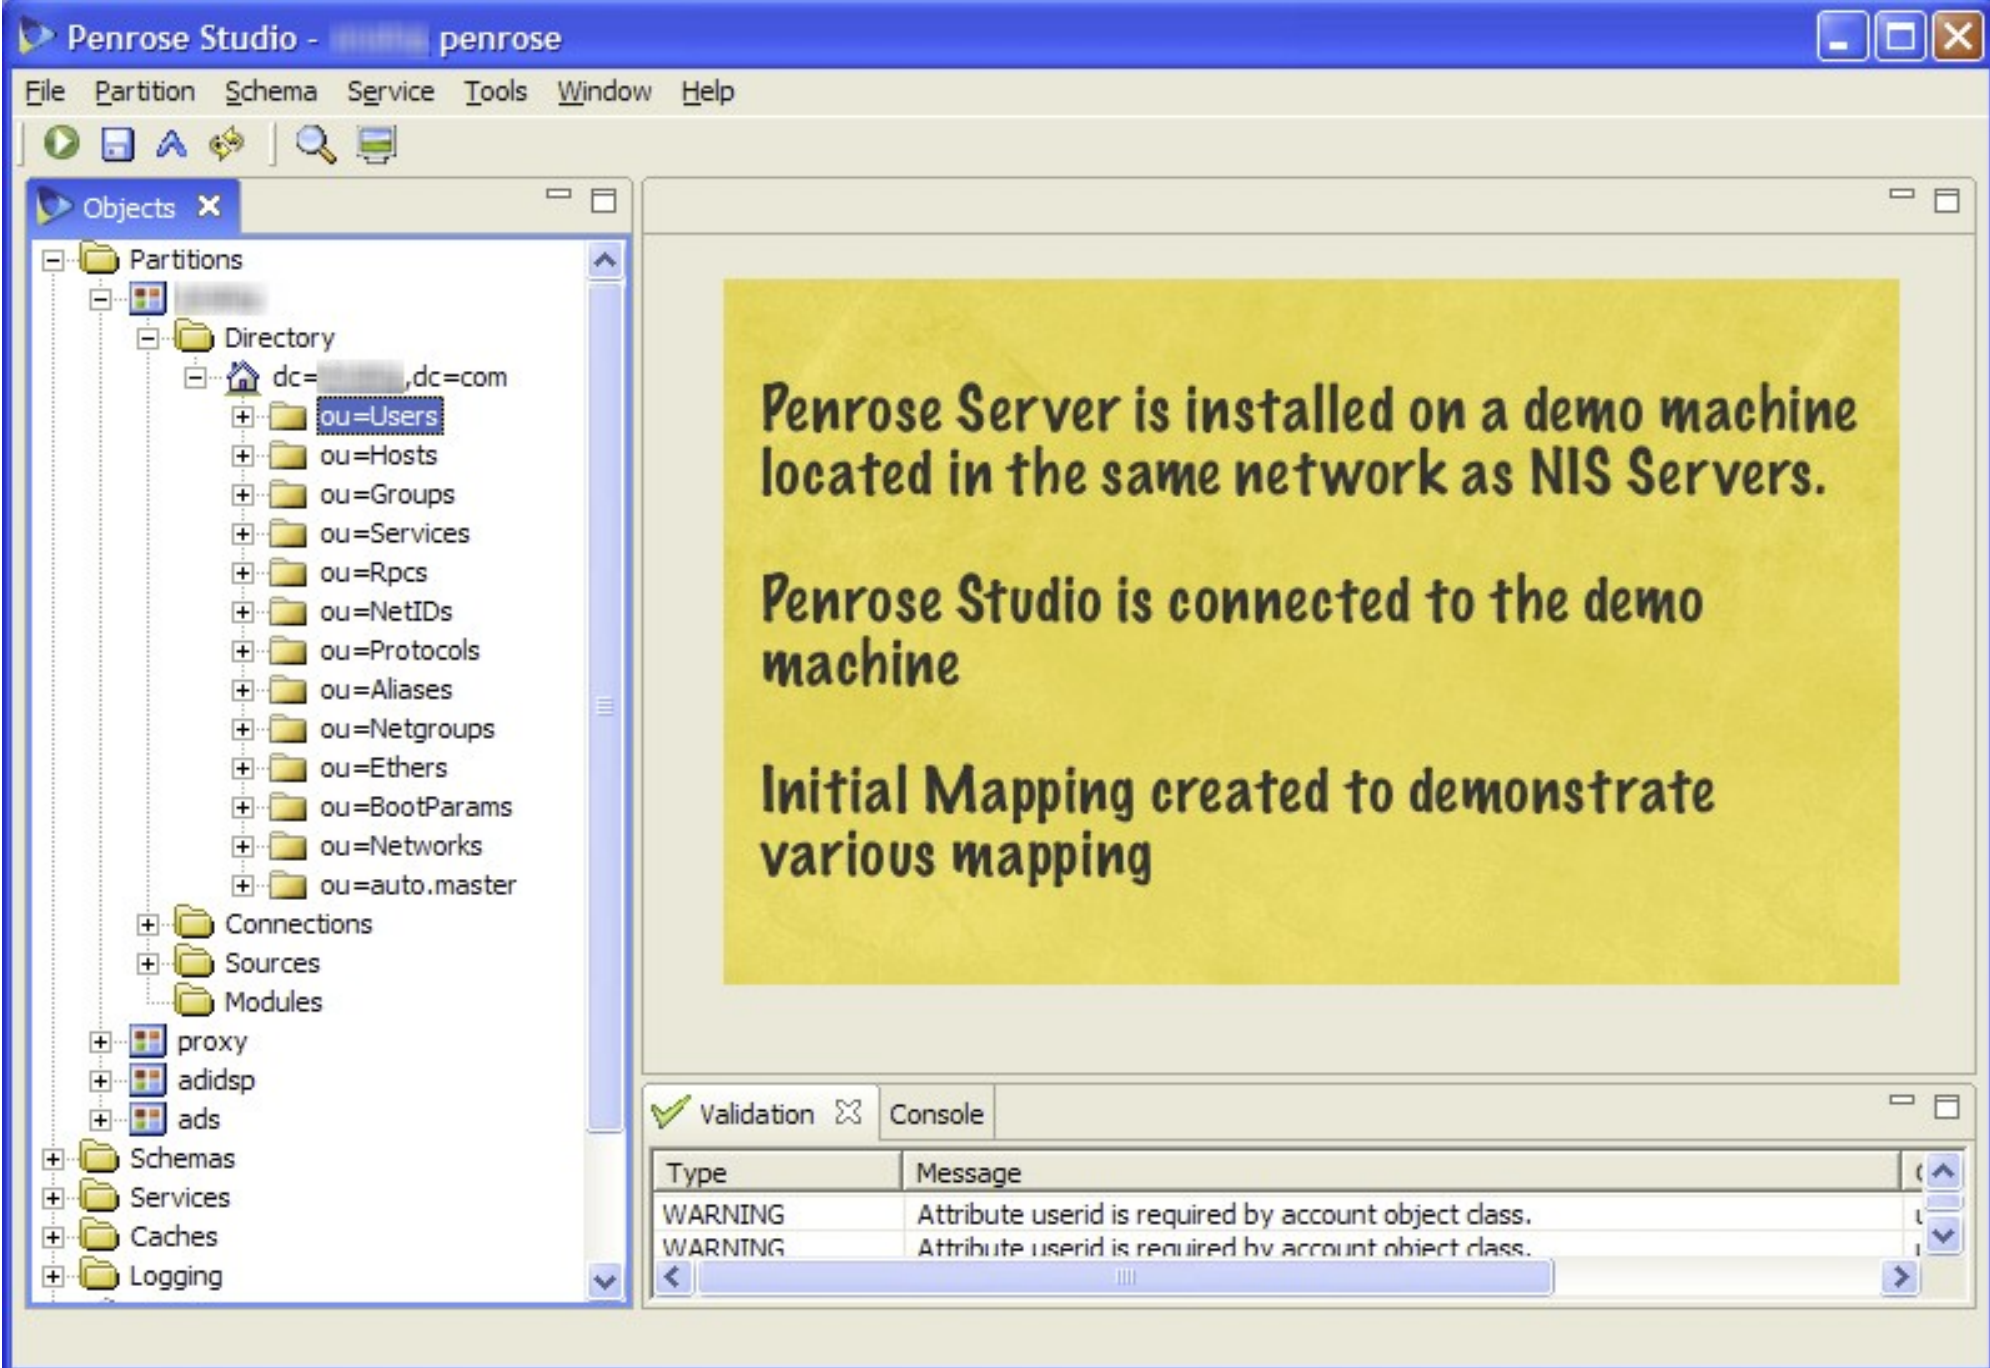 Penrose Studio - penrose
File Partition Schema Service Tools Window Help
Objects
Partitions
Directory
dc= ,dc=com
ou=Users
ou=Hosts
ou=Groups
ou=Services
ou=Rpcs
ou=NetIDs
ou=Protocols
ou=Aliases
ou=Netgroups
ou=Ethers
ou=BootParams
ou=Networks
ou=auto.master
Connections
Sources
Modules
proxy
adidsp
ads
Schemas
Services
Caches
Logging
Penrose Server is installed on a demo machine
located in the same network as NIS Servers.
Penrose Studio is connected to the demo
machine
Initial Mapping created to demonstrate
various mapping
Validation Console
Type Message
WARNING Attribute userid is required by account object class.
WARNING Attribute userid is required by account object class.